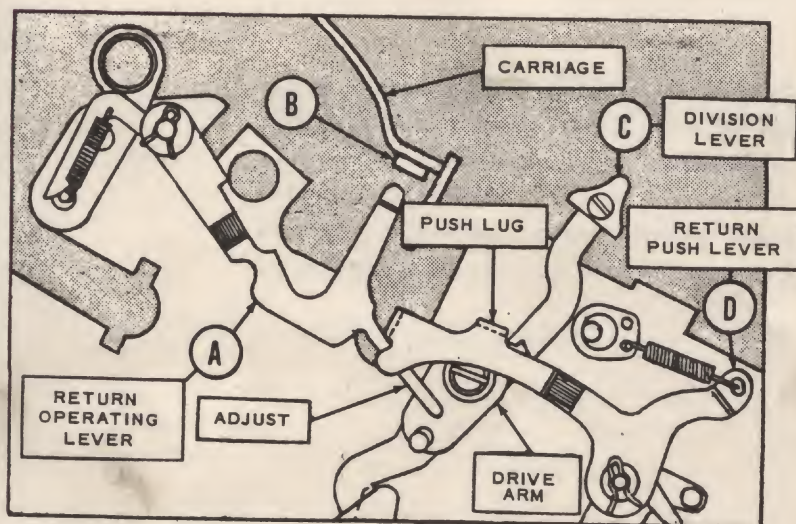 CARRIAGE
B
C
DIVISION
LEVER
PUSH LUG
RETURN
PUSH LEVER
D
A
RETURN
OPERATING
LEVER
ADJUST
DRIVE
ARM